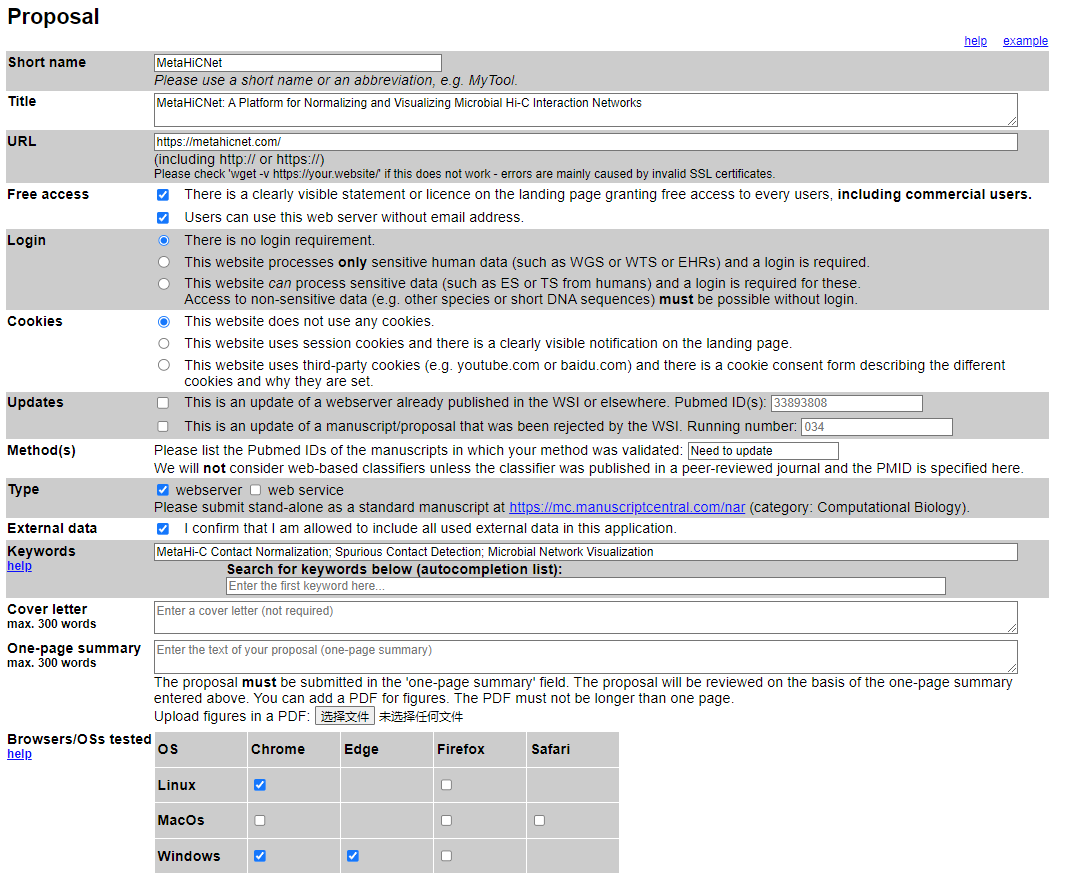 Proposal
help example
Short name MetaHiCNet
Please use a short name or an abbreviation, e.g. MyTool.
Title MetaHiCNet: A Platform for Normalizing and Visualizing Microbial Hi-C Interaction Networks
URL https://metahicnet.com/
(including http:// or https://)
Please check 'wget -v https://your.website/' if this does not work - errors are mainly caused by invalid SSL certificates.
Free access There is a clearly visible statement or licence on the landing page granting free access to every users, including commercial users.
Users can use this web server without email address.
Login There is no login requirement.
This website processes only sensitive human data (such as WGS or WTS or EHRs) and a login is required.
This website can process sensitive data (such as ES or TS from humans) and a login is required for these.
Access to non-sensitive data (e.g. other species or short DNA sequences) must be possible without login.
Cookies This website does not use any cookies.
This website uses session cookies and there is a clearly visible notification on the landing page.
This website uses third-party cookies (e.g. youtube.com or baidu.com) and there is a cookie consent form describing the different
cookies and why they are set.
Updates This is an update of a webserver already published in the WSI or elsewhere. Pubmed ID(s): 33893808
This is an update of a manuscript/proposal that was been rejected by the WSI. Running number: 034
Method(s) Please list the Pubmed IDs of the manuscripts in which your method was validated: Need to update
We will not consider web-based classifiers unless the classifier was published in a peer-reviewed journal and the PMID is specified here.
Type webserver web service
Please submit stand-alone as a standard manuscript at https://mc.manuscriptcentral.com/nar (category: Computational Biology).
External data I confirm that I am allowed to include all used external data in this application.
Keywords MetaHi-C Contact Normalization; Spurious Contact Detection; Microbial Network Visualization
help Search for keywords below (autocompletion list):
Enter the first keyword here...
Cover letter Enter a cover letter (not required)
max. 300 words
One-page summary Enter the text of your proposal (one-page summary)
max. 300 words
The proposal must be submitted in the 'one-page summary' field. The proposal will be reviewed on the basis of the one-page summary
entered above. You can add a PDF for figures. The PDF must not be longer than one page.
Upload figures in a PDF: 选择文件 未选择任何文件
Browsers/OSs tested OS Chrome Edge Firefox Safari
help
Linux
MacOs
Windows